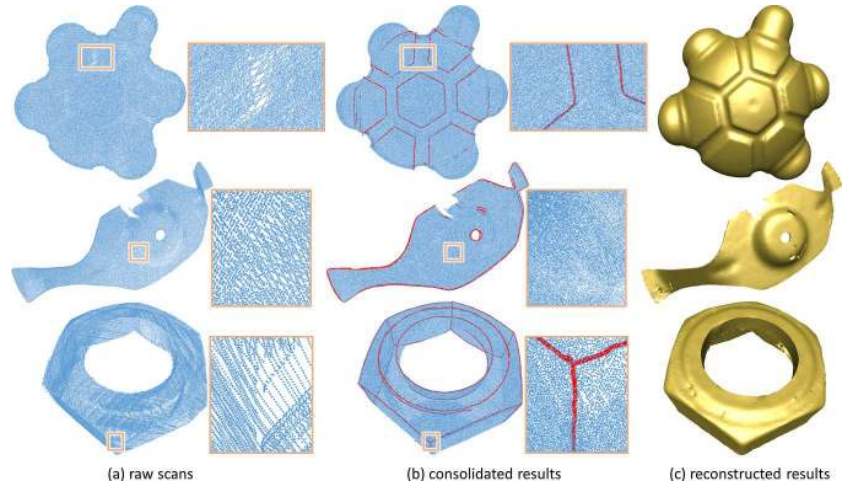 (a) raw scans
(b) consolidated results
(c) reconstructed results